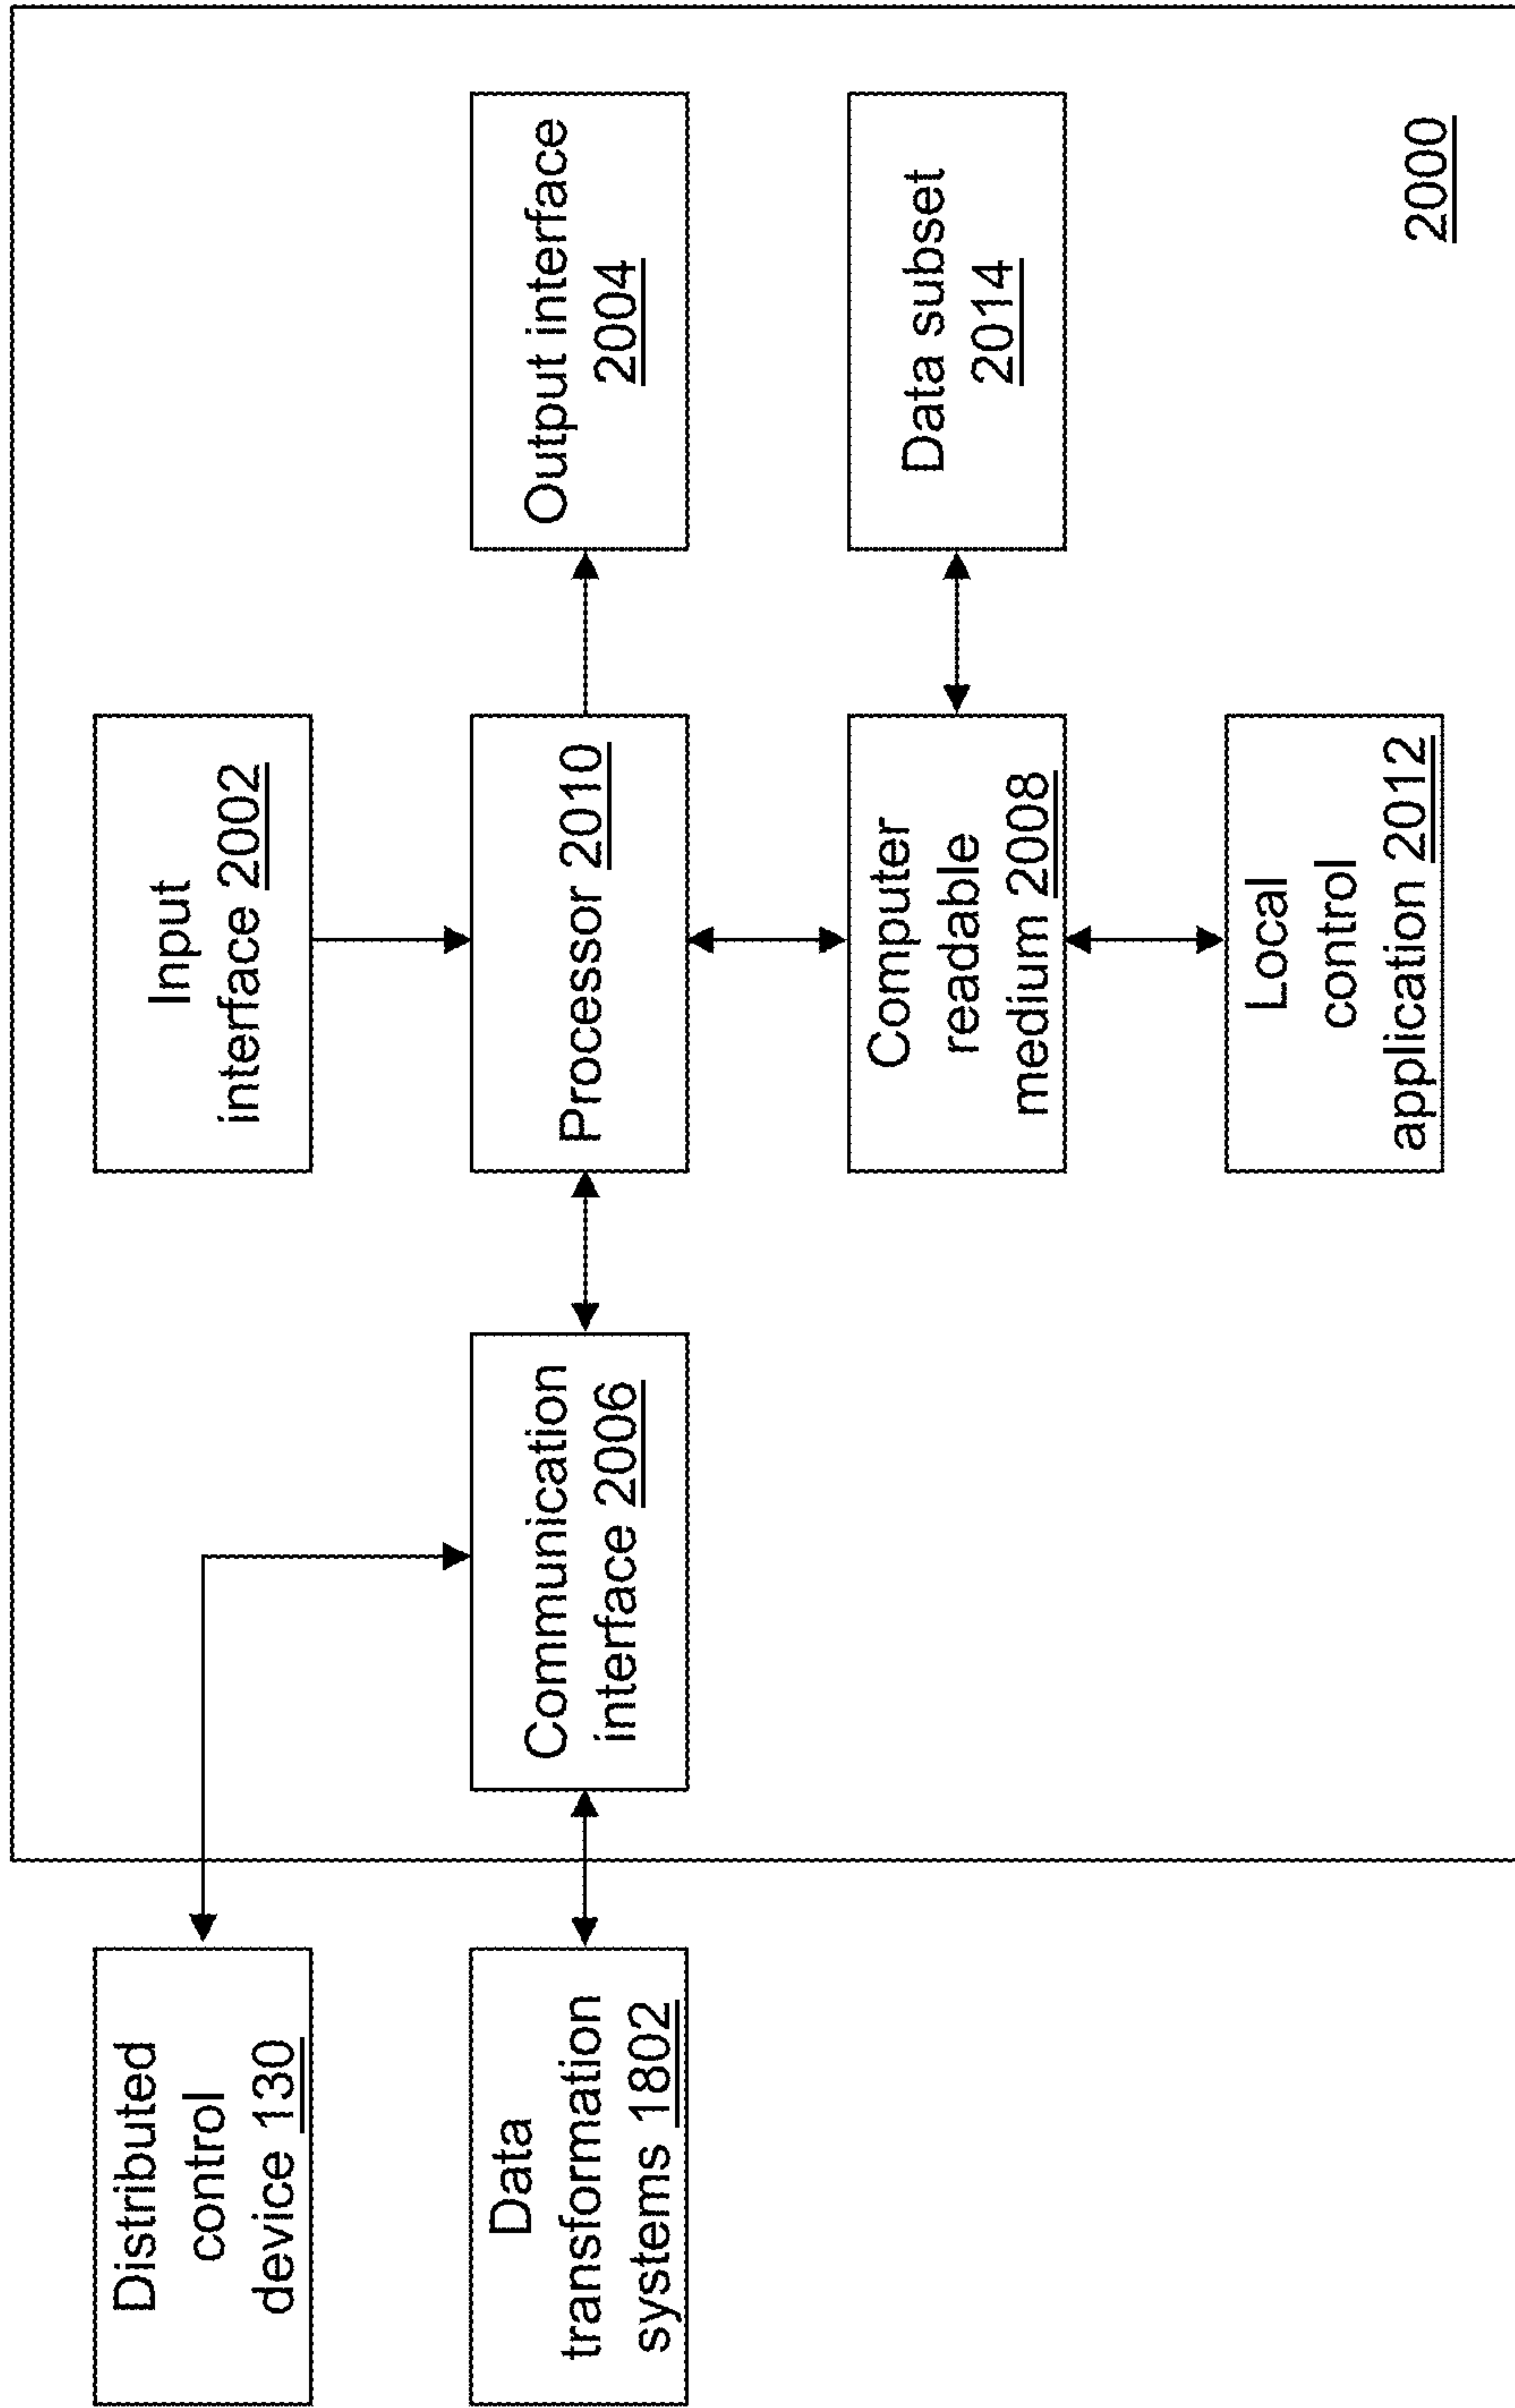 Distributed
control
device 130
Data
transformation
systems 1802
Communication
interface 2006
Input
interface 2002
Processor 2010
Computer
readable
medium 2008
Local
control
application 2012
Output interface
2004
Data subset
2014
2000